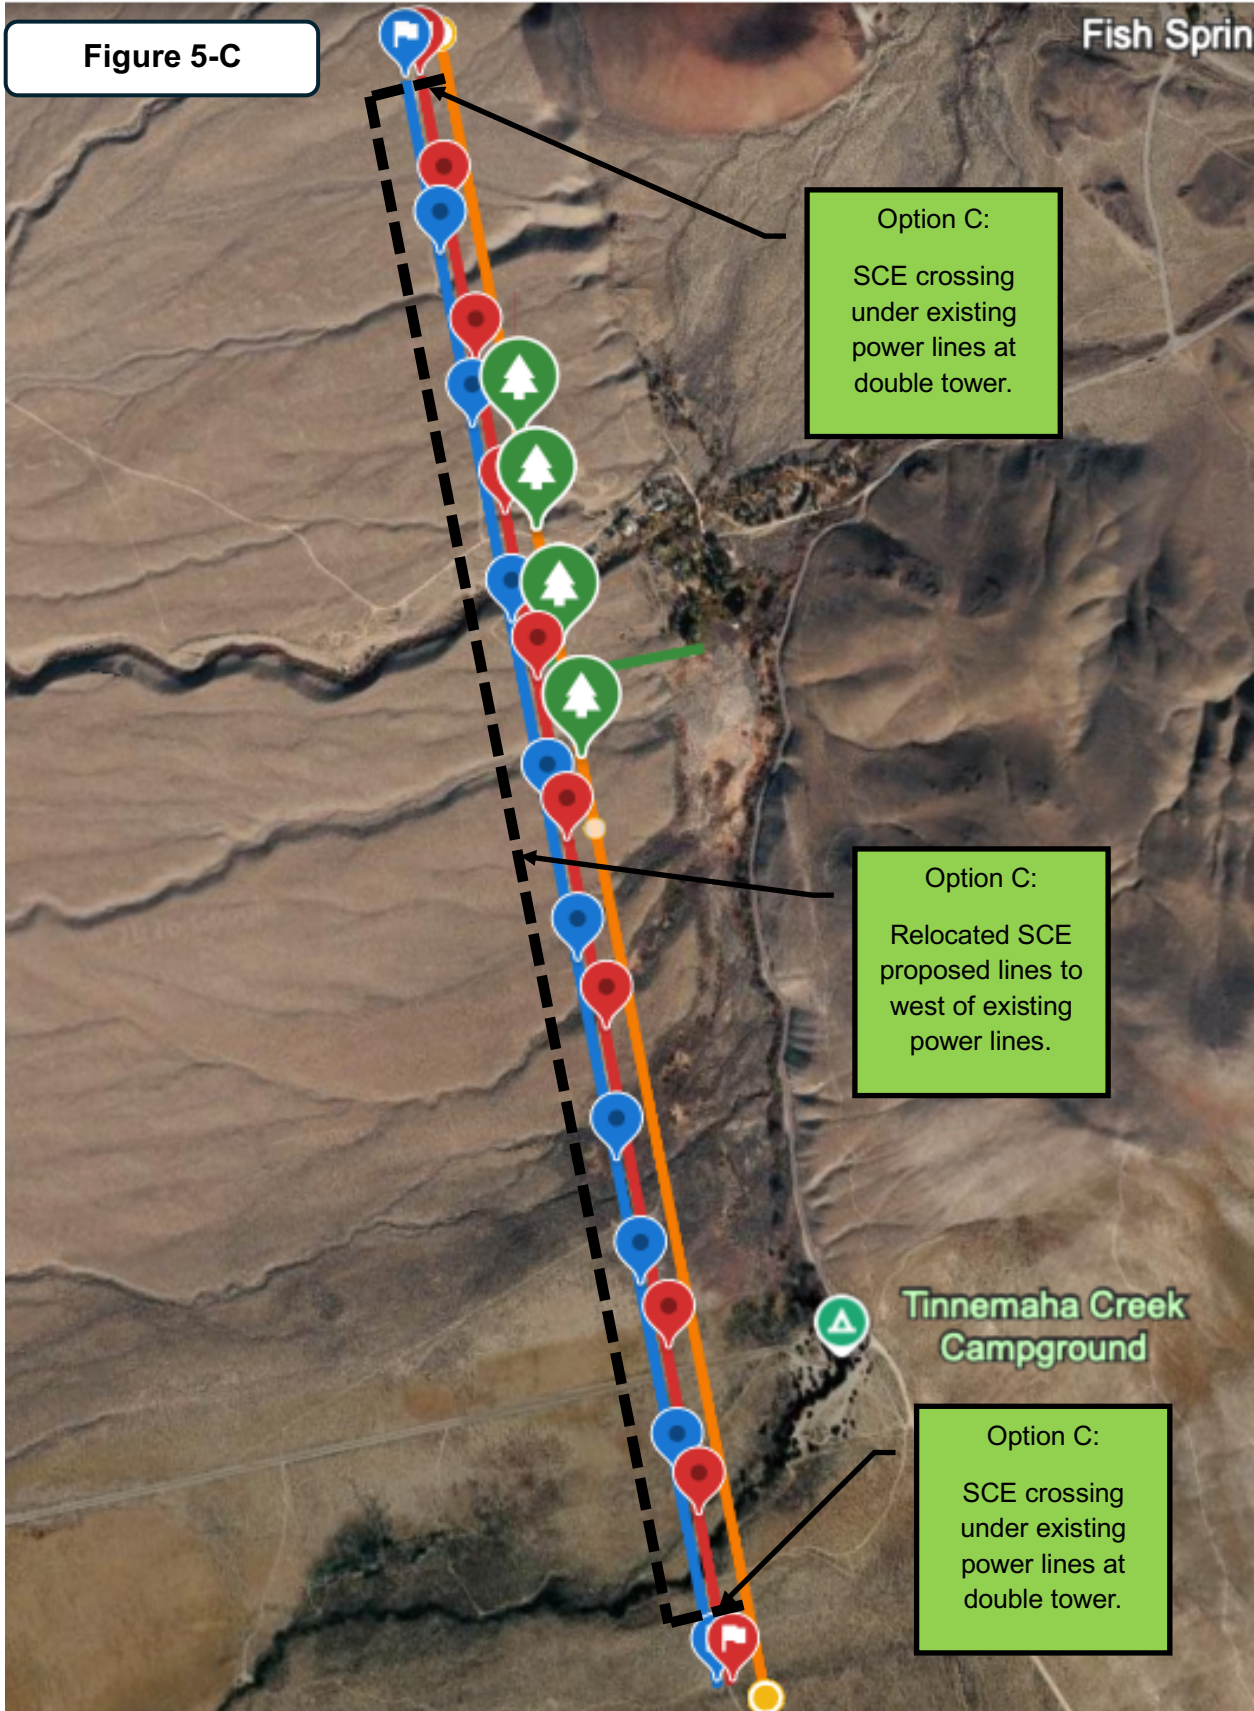 Figure 5-C
Fish Sprin
Option C:
SCE crossing
under existing
power lines at
double tower.
Option C:
Relocated SCE
proposed lines to
west of existing
power lines.
Tinnemaha Creek
Campground
Option C:
SCE crossing
under existing
power lines at
double tower.